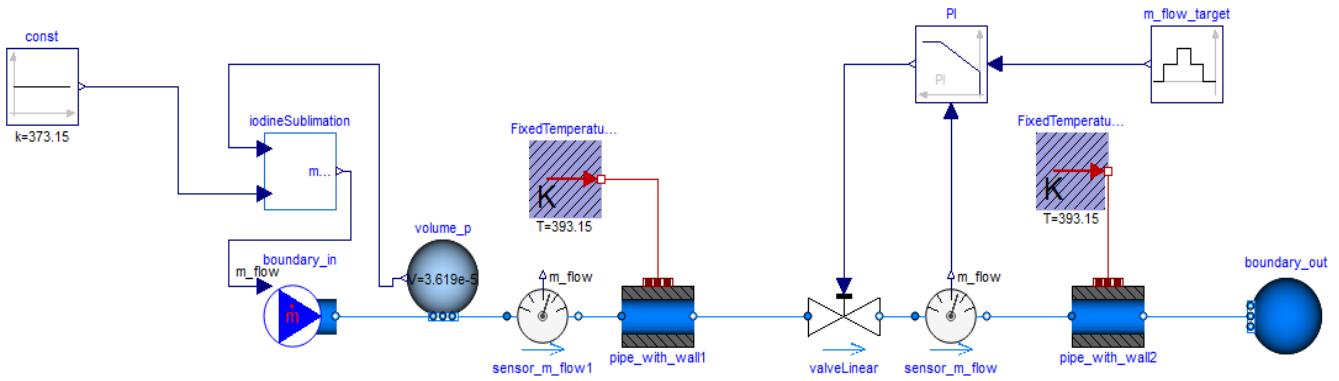 const
k=373.15
iodineSublimation
m...
m_flow
boundary_in
ṁ
volume_p
V=3.619e-5
FixedTemperatu...
K
T=393.15
m_flow
sensor_m_flow1
pipe_with_wall1
PI
PI
m_flow_target
valveLinear
m_flow
sensor_m_flow
FixedTemperatu...
K
T=393.15
pipe_with_wall2
boundary_out